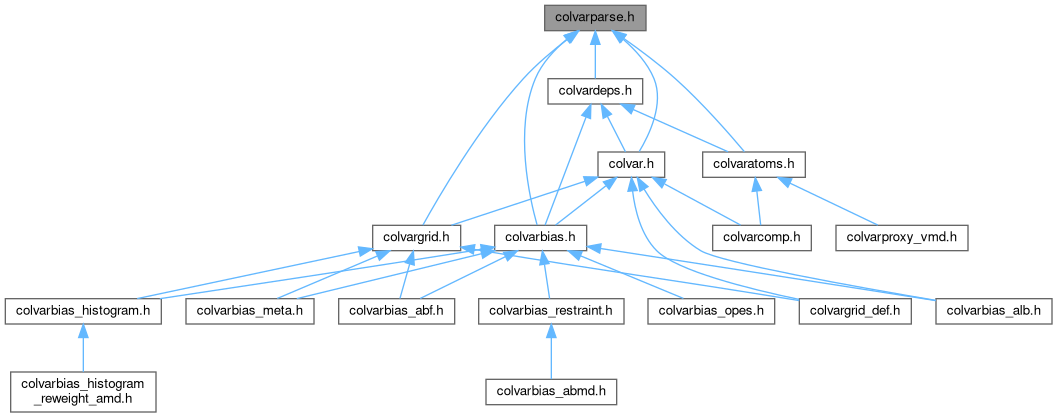 colvarparse.h
colvardeps.h
colvar.h
colvaratoms.h
colvargrid.h
colvarbias.h
colvarcomp.h
colvarproxy_vmd.h
colvarbias_histogram.h
colvarbias_meta.h
colvarbias_abf.h
colvarbias_restraint.h
colvarbias_opes.h
colvargrid_def.h
colvarbias_alb.h
colvarbias_histogram
_reweight_amd.h
colvarbias_abmd.h